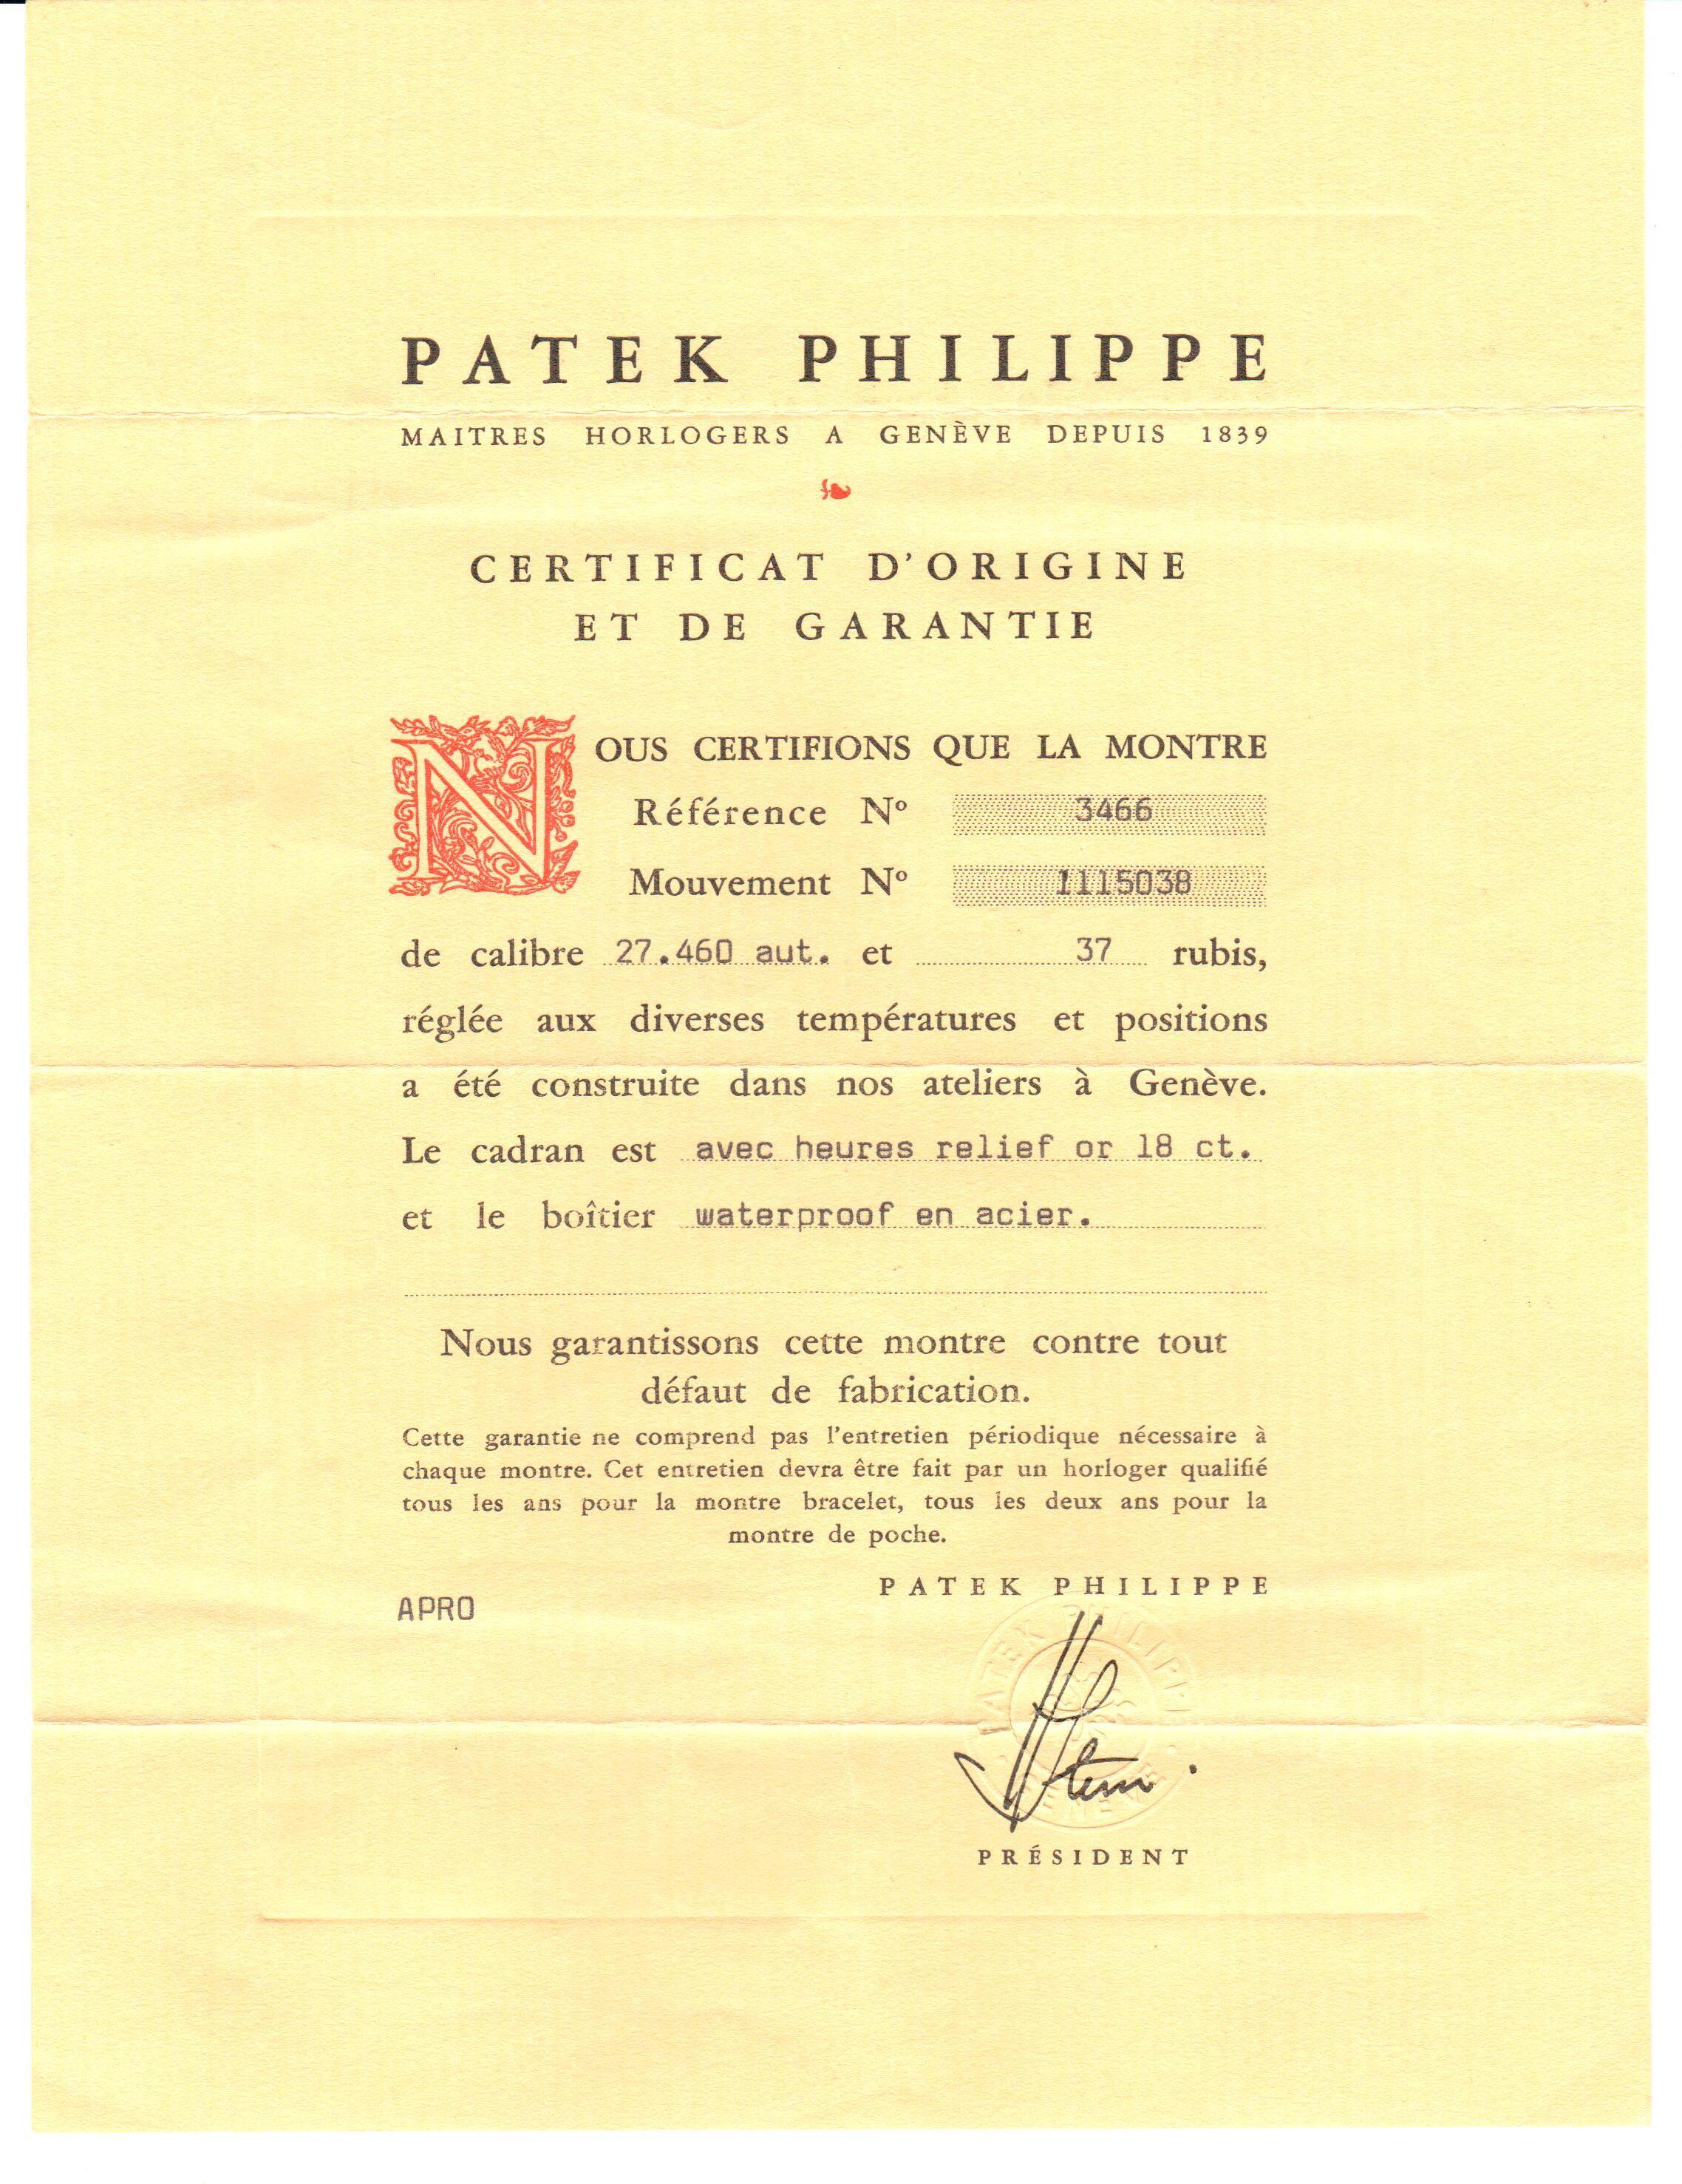 PATEK PHILIPPE
MAITRES HORLOGERS A GENÈVE DEPUIS 1839
CERTIFICAT D'ORIGINE
ET DE GARANTIE
NOUS CERTIFIONS QUE LA MONTRE
Référence Nº 3466
Mouvement Nº 1115038
de calibre 27.460 aut. et 37 rubis,
réglée aux diverses températures et positions
a été construite dans nos ateliers à Genève.
Le cadran est avec heures relief or 18 ct.
et le boîtier waterproof en acier.
Nous garantissons cette montre contre tout
défaut de fabrication.
Cette garantie ne comprend pas l'entretien périodique nécessaire à
chaque montre. Cet entretien devra être fait par un horloger qualifié
tous les ans pour la montre bracelet, tous les deux ans pour la
montre de poche.
PATEK PHILIPPE
APRO
PATEK PHILIPPE
Stern.
PRÉSIDENT